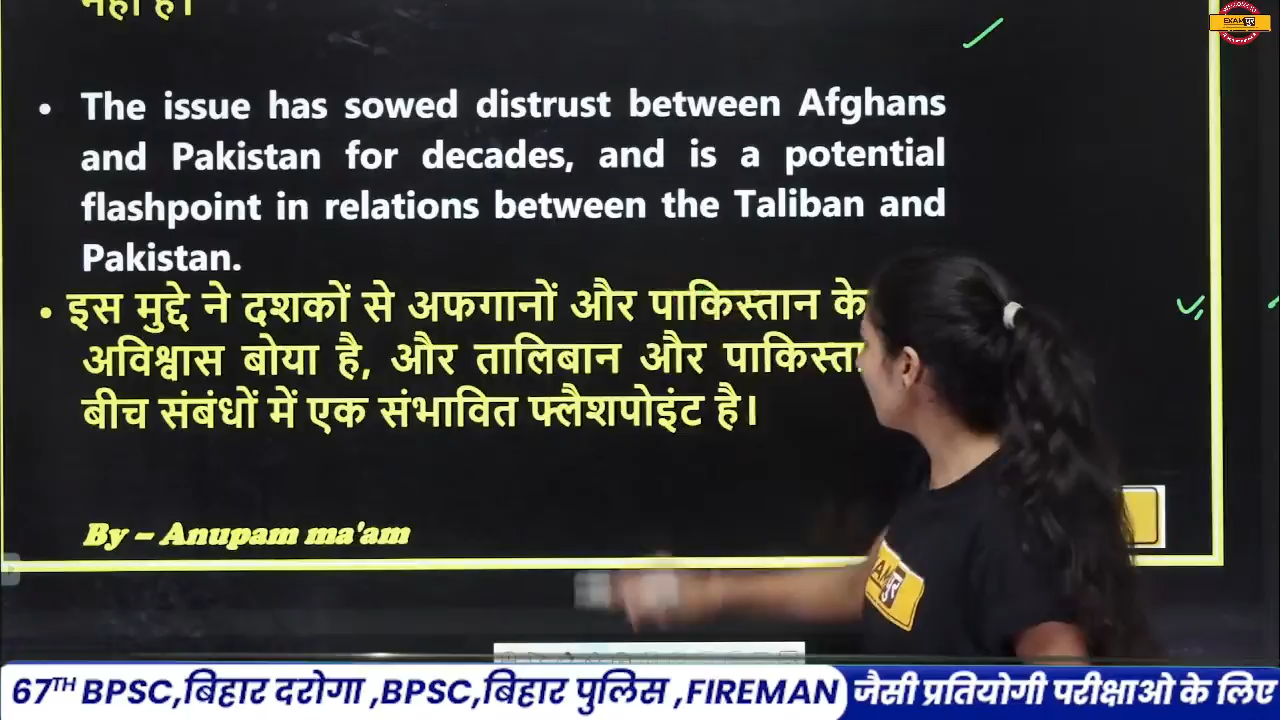 नहीं है।
The issue has sowed distrust between Afghans
and Pakistan for decades, and is a potential
flashpoint in relations between the Taliban and
Pakistan.
इस मुद्दे ने दशकों से अफगानों और पाकिस्तान के
अविश्वास बोया है, और तालिबान और
बीच संबंधों में एक संभावित फ्लैशपोइंट है।
By – Anupam ma'am
67TH BPSC,बिहार दरोगा ,BPSC,बिहार पुलिस ,FIREMAN जैसी प्रतियोगी परीक्षाओ के लिए
EXAMपुर